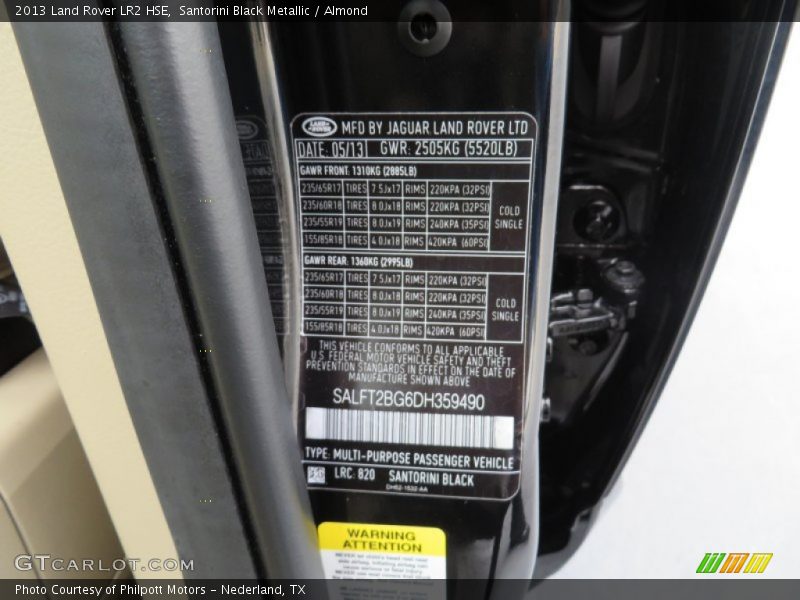 2013 Land Rover LR2 HSE, Santorini Black Metallic / Almond
LAND ROVER MFD BY JAGUAR LAND ROVER LTD
DATE: 05/13 GWR: 2505KG (5520LB)
GAWR FRONT: 1310KG (2885LB)
235/65R17 TIRES 7.5Jx17 RIMS 220KPA (32PSI)
235/60R18 TIRES 8.0Jx18 RIMS 220KPA (32PSI)
235/55R19 TIRES 8.0Jx19 RIMS 240KPA (35PSI)
155/85R18 TIRES 4.0Jx18 RIMS 420KPA (60PSI)
COLD
SINGLE
GAWR REAR: 1360KG (2995LB)
235/65R17 TIRES 7.5Jx17 RIMS 220KPA (32PSI)
235/60R18 TIRES 8.0Jx18 RIMS 220KPA (32PSI)
235/55R19 TIRES 8.0Jx19 RIMS 240KPA (35PSI)
155/85R18 TIRES 4.0Jx18 RIMS 420KPA (60PSI)
COLD
SINGLE
THIS VEHICLE CONFORMS TO ALL APPLICABLE
U.S. FEDERAL MOTOR VEHICLE SAFETY AND THEFT
PREVENTION STANDARDS IN EFFECT ON THE DATE OF
MANUFACTURE SHOWN ABOVE
SALFT2BG6DH359490
TYPE: MULTI-PURPOSE PASSENGER VEHICLE
LRC: 820 SANTORINI BLACK
WARNING
ATTENTION
GTCarlot.com
Photo Courtesy of Philpott Motors - Nederland, TX